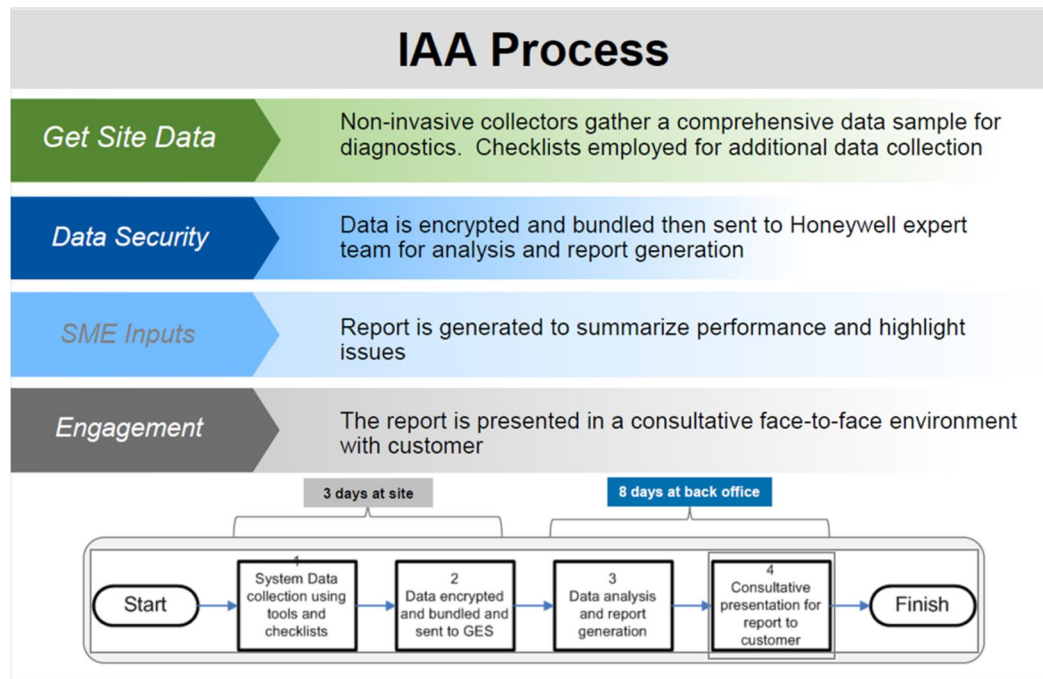 IAA Process
Get Site Data
Non-invasive collectors gather a comprehensive data sample for
diagnostics.  Checklists employed for additional data collection
Data Security
Data is encrypted and bundled then sent to Honeywell expert
team for analysis and report generation
SME Inputs
Report is generated to summarize performance and highlight
issues
Engagement
The report is presented in a consultative face-to-face environment
with customer
3 days at site
8 days at back office
Start
1
System Data
collection using
tools and
checklists
2
Data encrypted
and bundled and
sent to GES
3
Data analysis
and report
generation
4
Consultative
presentation for
report to
customer
Finish